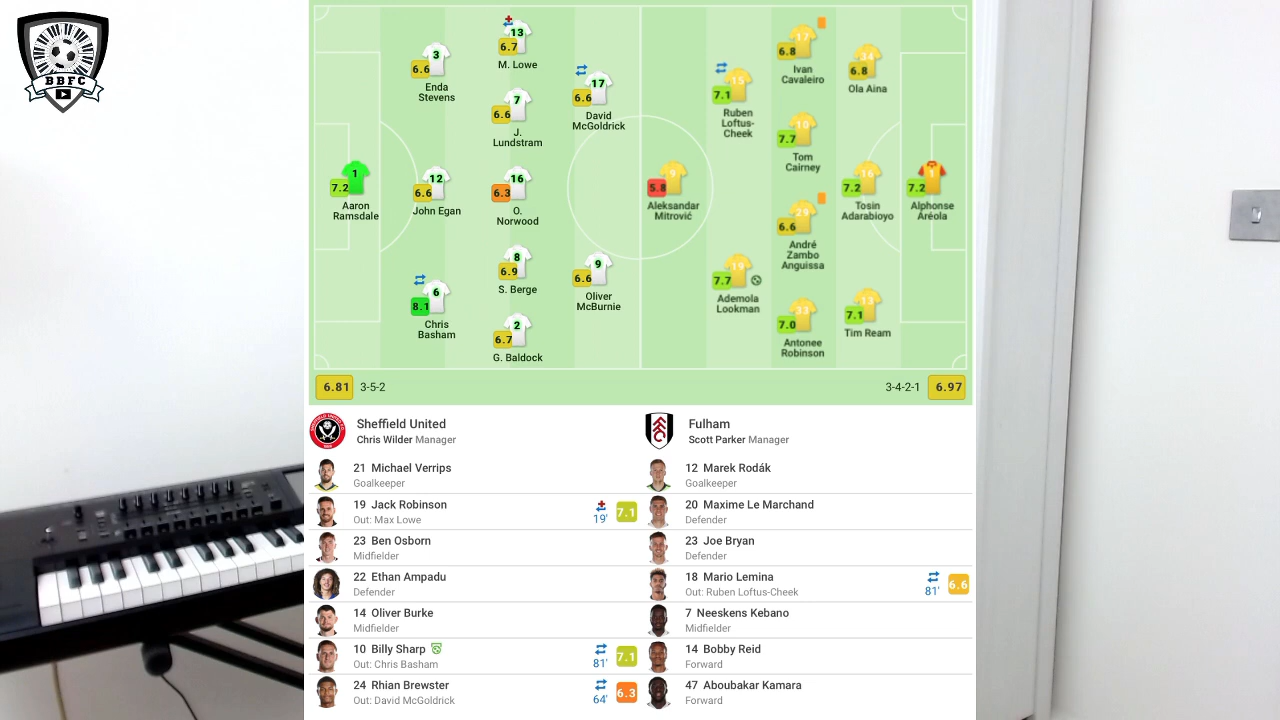 BBFC
13
6.7
M. Lowe
3
6.6
Enda
Stevens
17
6.6
David
McGoldrick
7
6.6
J.
Lundstram
1
7.2
Aaron
Ramsdale
12
6.6
John Egan
16
6.3
O.
Norwood
8
6.9
S. Berge
9
6.6
Oliver
McBurnie
6
8.1
Chris
Basham
2
6.7
G. Baldock
9
5.8
Aleksandar
Mitrović
15
7.1
Ruben
Loftus-
Cheek
19
7.7
Ademola
Lookman
17
6.8
Ivan
Cavaleiro
10
7.7
Tom
Cairney
29
6.6
André
Zambo
Anguissa
33
7.0
Antonee
Robinson
34
6.8
Ola Aina
16
7.2
Tosin
Adarabioyo
13
7.1
Tim Ream
1
7.2
Alphonse
Aréola
6.81 3-5-2
3-4-2-1 6.97
Sheffield United
Chris Wilder Manager
21 Michael Verrips
Goalkeeper
19 Jack Robinson
Out: Max Lowe
19' 7.1
23 Ben Osborn
Midfielder
22 Ethan Ampadu
Defender
14 Oliver Burke
Midfielder
10 Billy Sharp
Out: Chris Basham
81' 7.1
24 Rhian Brewster
Out: David McGoldrick
64' 6.3
Fulham
Scott Parker Manager
12 Marek Rodák
Goalkeeper
20 Maxime Le Marchand
Defender
23 Joe Bryan
Defender
18 Mario Lemina
Out: Ruben Loftus-Cheek
81' 6.6
7 Neeskens Kebano
Midfielder
14 Bobby Reid
Forward
47 Aboubakar Kamara
Forward